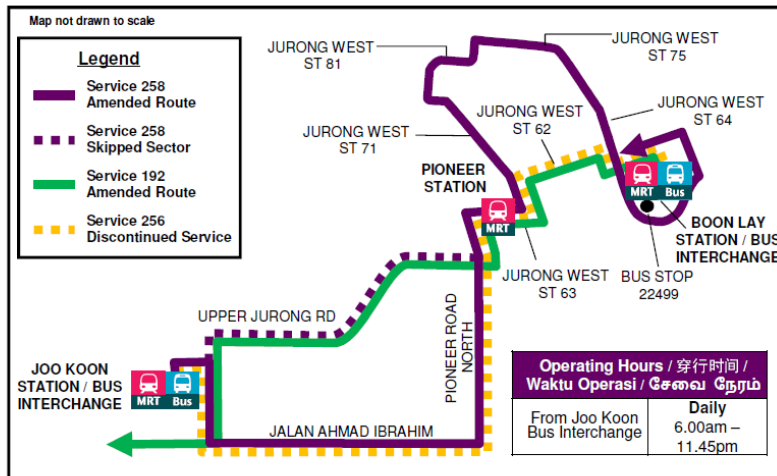 Map not drawn to scale
Legend
Service 258
Amended Route
Service 258
Skipped Sector
Service 192
Amended Route
Service 256
Discontinued Service
JURONG WEST
ST 81
JURONG WEST
ST 75
JURONG WEST
ST 62
JURONG WEST
ST 64
JURONG WEST
ST 71
PIONEER
STATION
MRT
MRT Bus
BOON LAY
STATION / BUS
INTERCHANGE
BUS STOP
22499
JURONG WEST
ST 63
UPPER JURONG RD
PIONEER ROAD
NORTH
JOO KOON
STATION / BUS
INTERCHANGE
MRT Bus
JALAN AHMAD IBRAHIM
Operating Hours / 穿行时间 /
Waktu Operasi / சேவை நேரம்
From Joo Koon
Bus Interchange
Daily
6.00am –
11.45pm